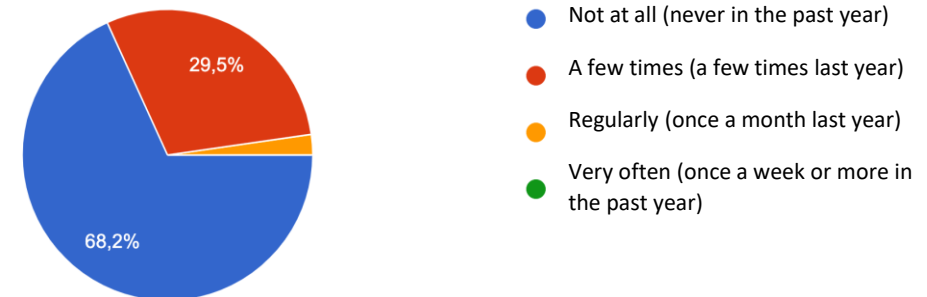 Not at all (never in the past year)
29,5%
A few times (a few times last year)
Regularly (once a month last year)
Very often (once a week or more in
the past year)
68,2%